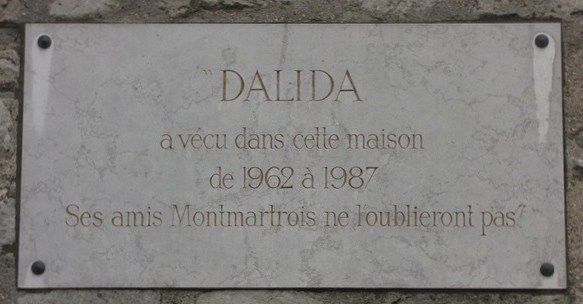 "DALIDA
a vécu dans cette maison
de 1962 à 1987
Ses amis Montmartrois ne l'oublieront pas"